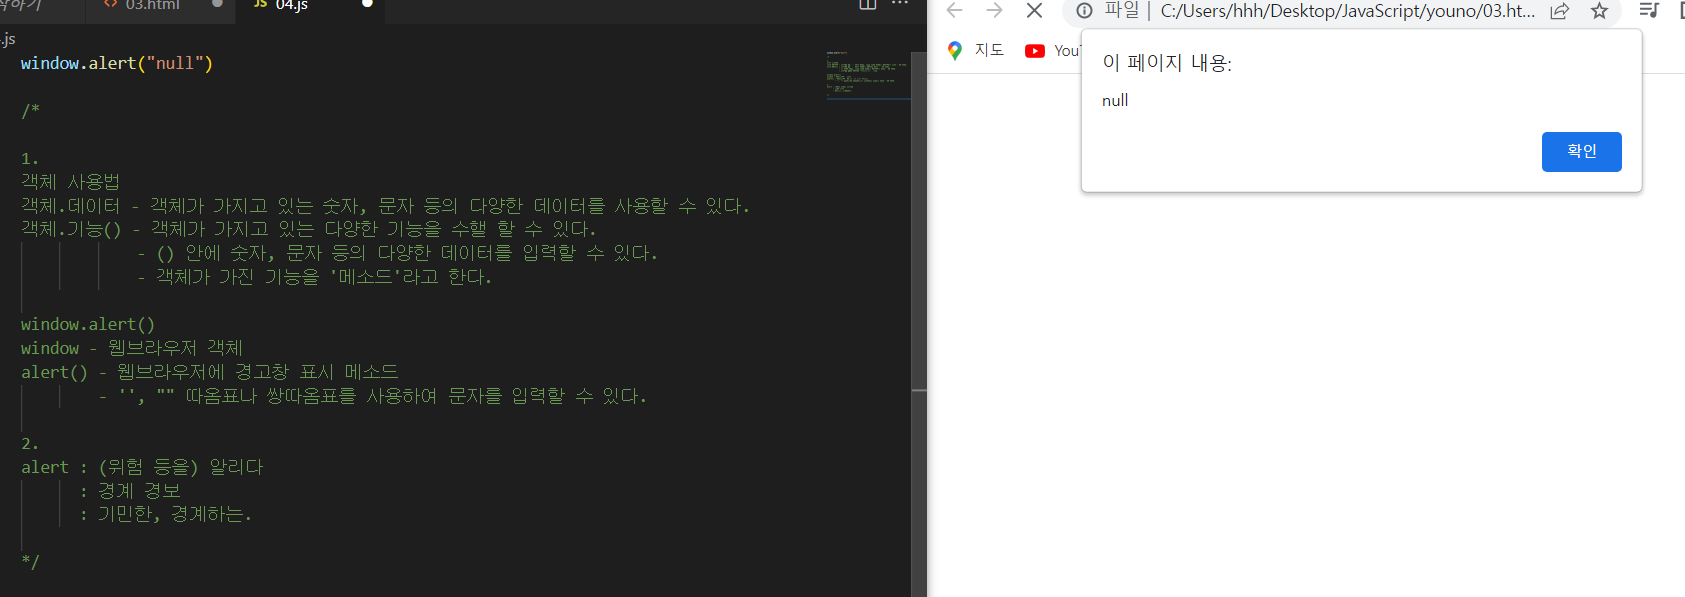 03.html
JS 04.js
.js
window.alert("null")
/*
1.
객체 사용법
객체.데이터 - 객체가 가지고 있는 숫자, 문자 등의 다양한 데이터를 사용할 수 있다.
객체.기능() - 객체가 가지고 있는 다양한 기능을 수핼 할 수 있다.
- () 안에 숫자, 문자 등의 다양한 데이터를 입력할 수 있다.
- 객체가 가진 기능을 '메소드'라고 한다.
window.alert()
window - 웹브라우저 객체
alert() - 웹브라우저에 경고창 표시 메소드
- '', "" 따옴표나 쌍따옴표를 사용하여 문자를 입력할 수 있다.
2.
alert : (위험 등을) 알리다
: 경계 경보
: 기민한, 경계하는.
*/
파일 | C:/Users/hhh/Desktop/JavaScript/youno/03.ht...
지도
이 페이지 내용:
null
확인